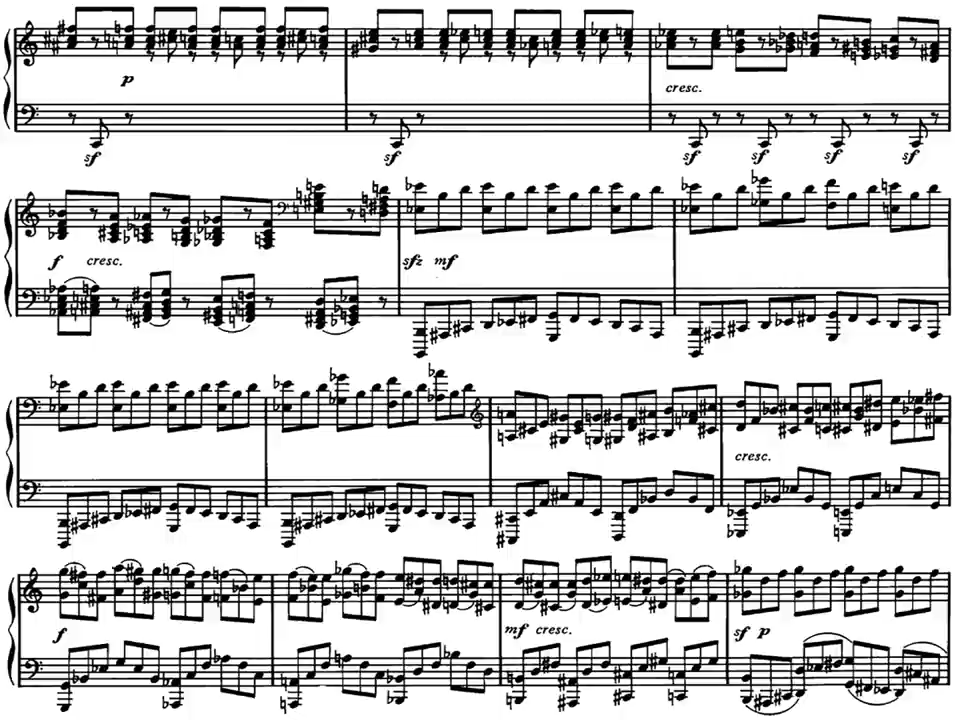 p
cresc.
sf sf sf sf sf sf
f cresc. sfz mf
cresc.
f mf cresc. sf p